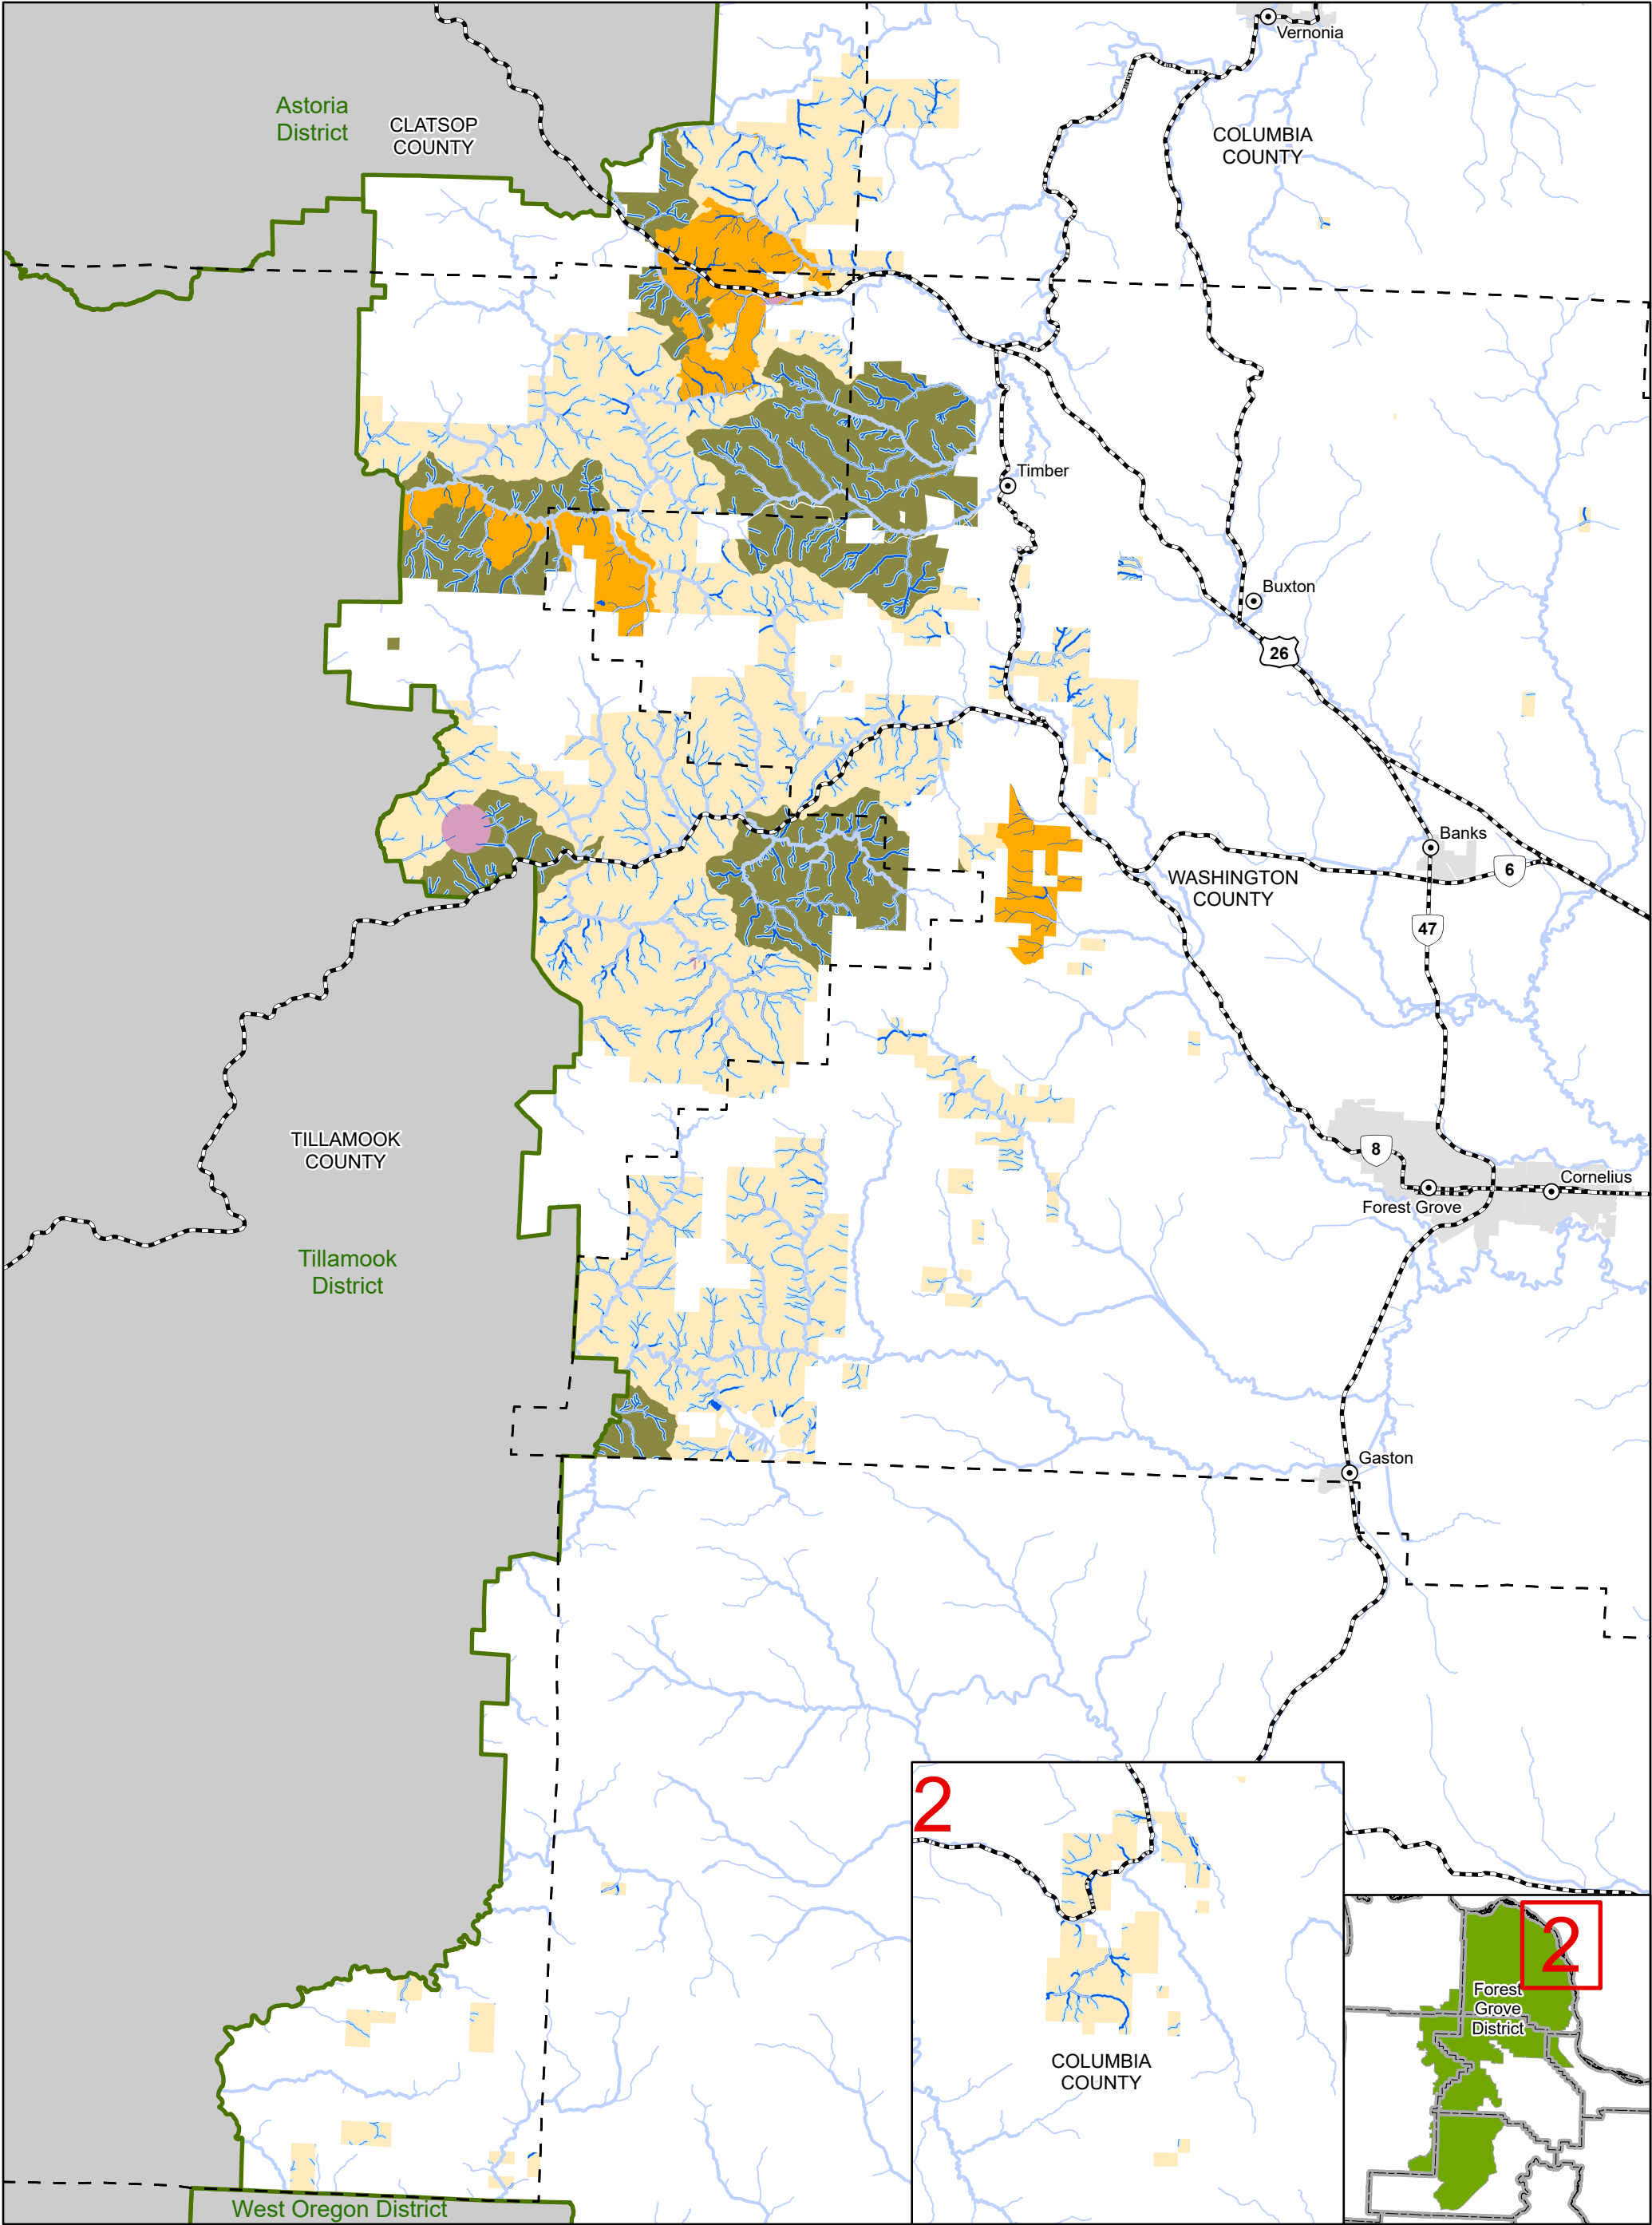 Vernonia
Astoria
District
CLATSOP
COUNTY
COLUMBIA
COUNTY
Timber
Buxton
26
Banks
6
WASHINGTON
COUNTY
47
TILLAMOOK
COUNTY
8
Cornelius
Forest Grove
Tillamook
District
Gaston
2
2
Forest
Grove
District
COLUMBIA
COUNTY
West Oregon District